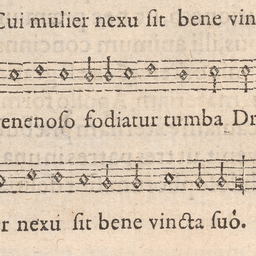 Cui mulier nexu sit bene vin
venenoso fodiatur tumba Dr
r nexu sit bene vincta suo.